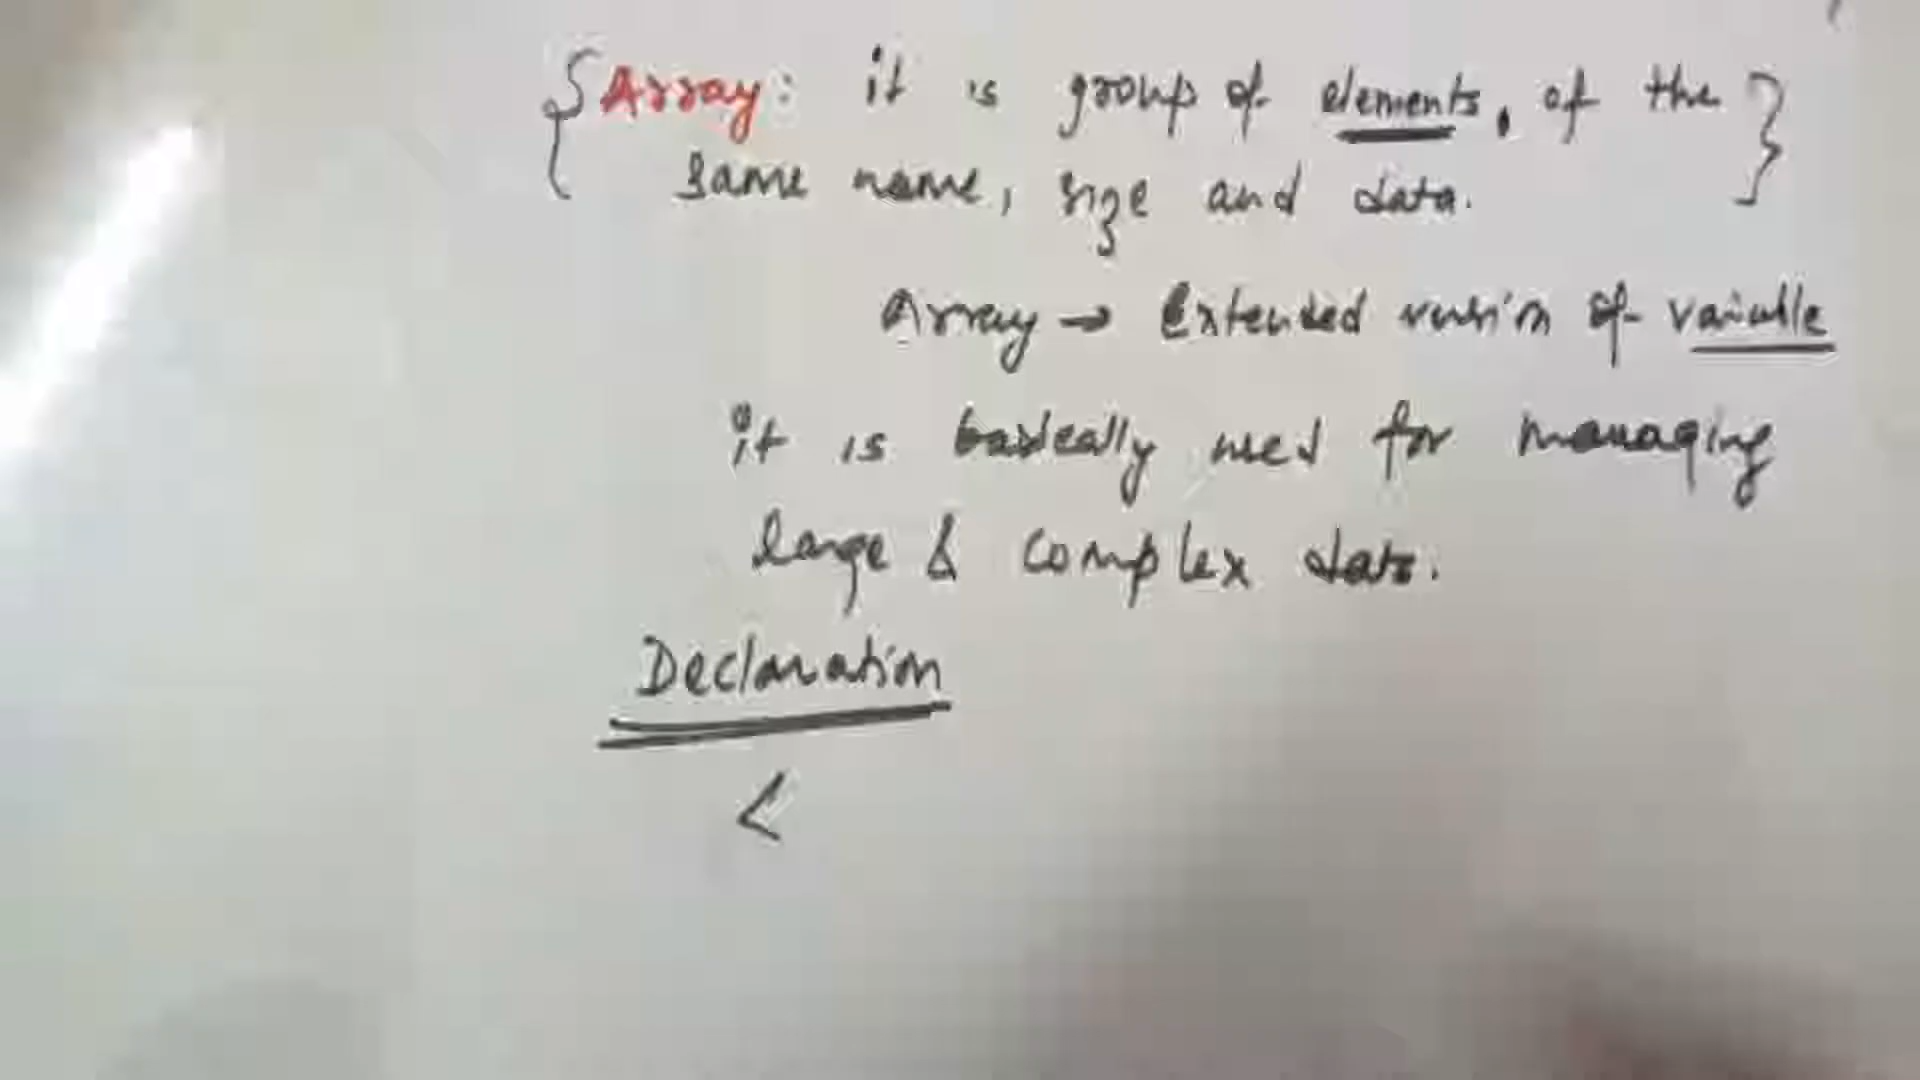 { Array: it is group of elements, of the }
same name, size and data.
Array → Extended version of variable
it is basically used for managing
large & complex data.
Declaration
<